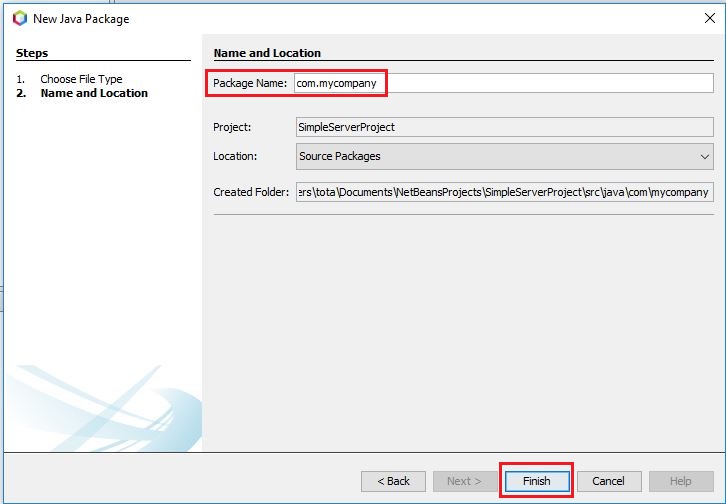 New Java Package
Steps
1. Choose File Type
2. Name and Location
Name and Location
Package Name: com.mycompany
Project: SimpleServerProject
Location: Source Packages
Created Folder: ers\tota\Documents\NetBeansProjects\SimpleServerProject\src\java\com\mycompany
< Back Next > Finish Cancel Help